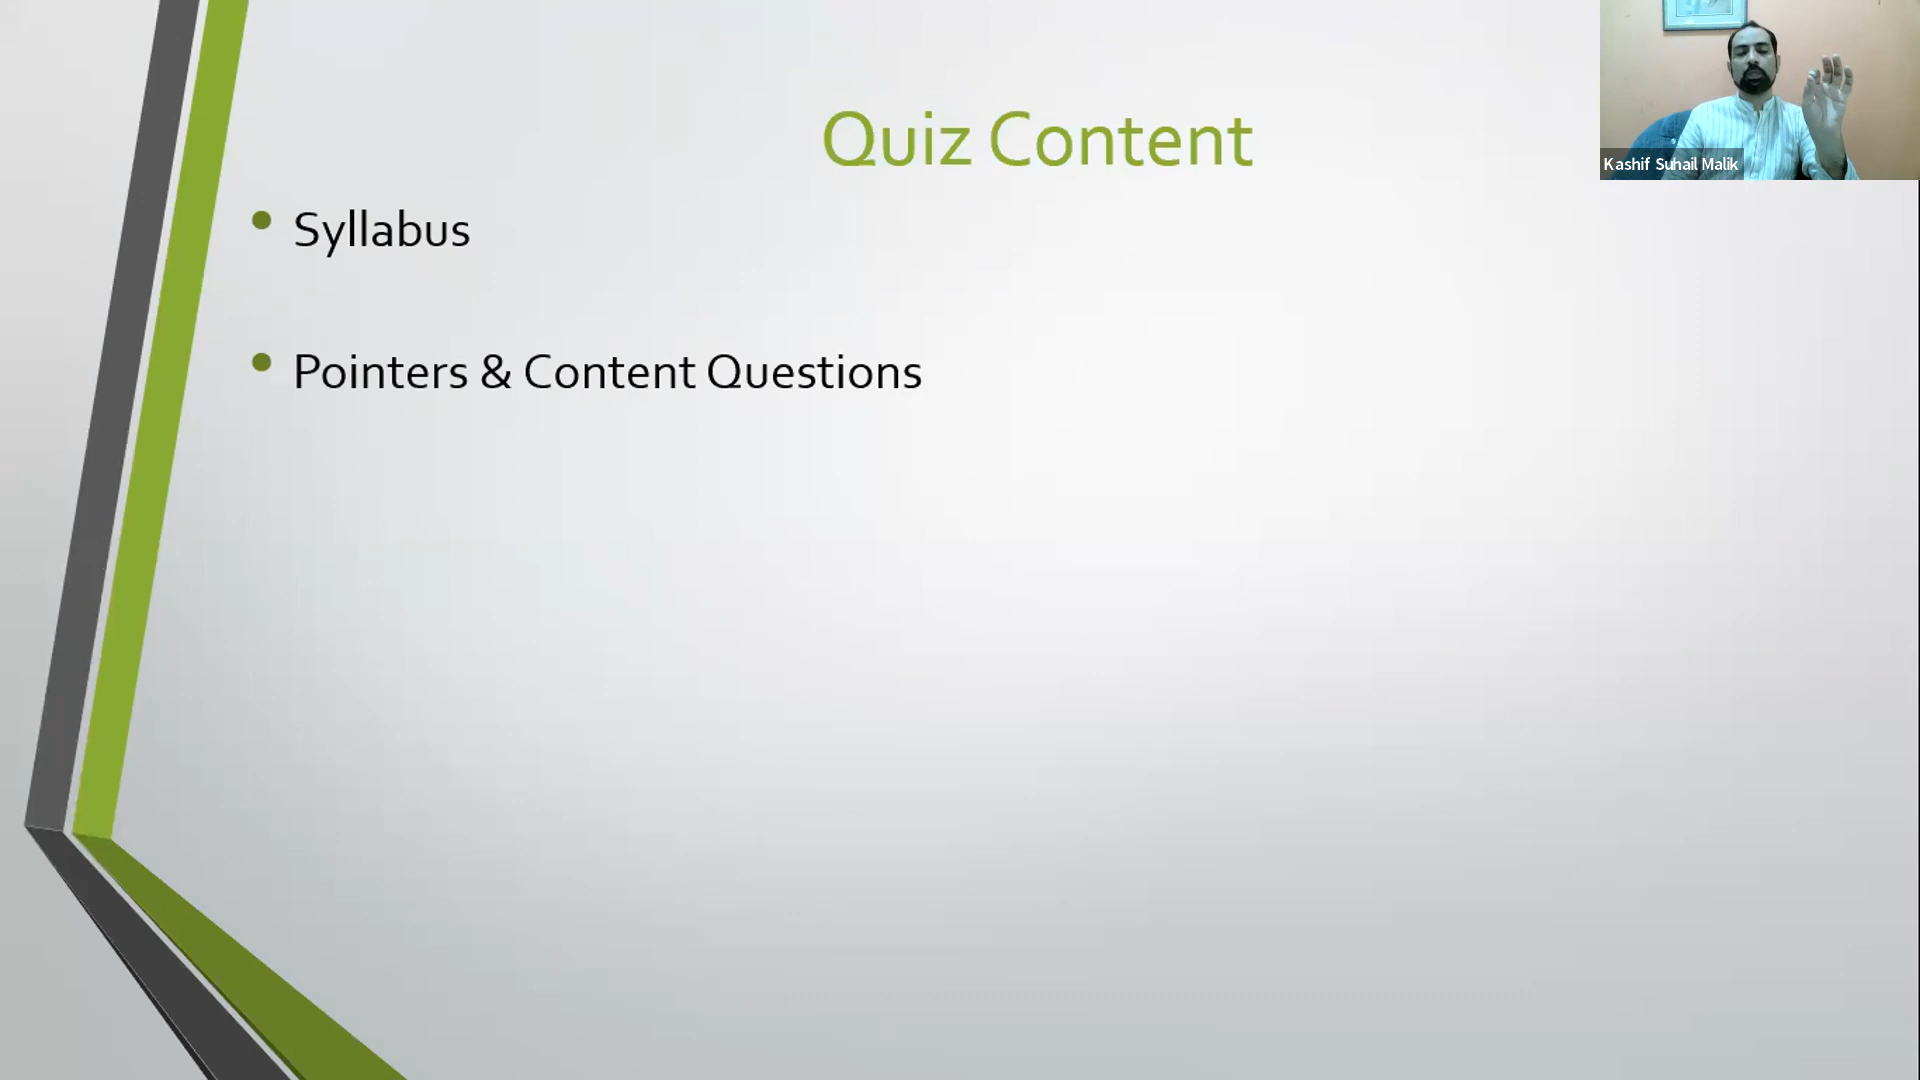 Quiz Content
Kashif Suhail Malik
Syllabus
Pointers & Content Questions